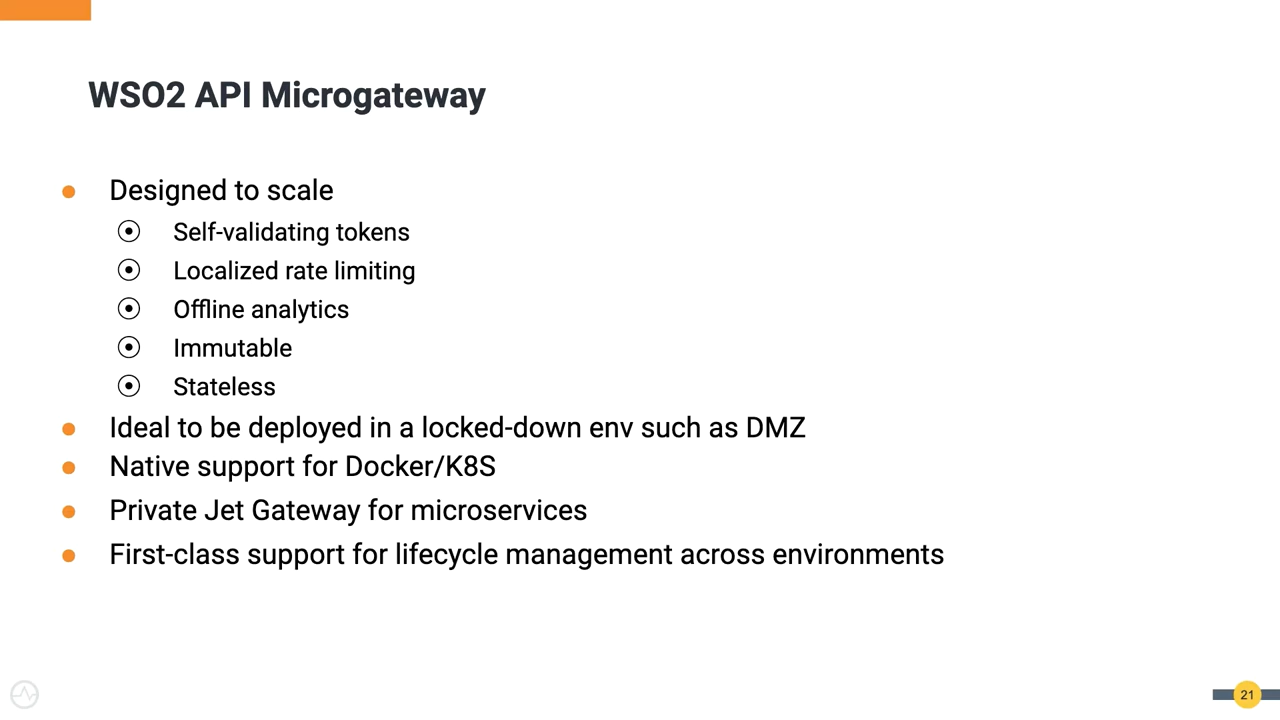 WSO2 API Microgateway
Designed to scale
Self-validating tokens
Localized rate limiting
Offline analytics
Immutable
Stateless
Ideal to be deployed in a locked-down env such as DMZ
Native support for Docker/K8S
Private Jet Gateway for microservices
First-class support for lifecycle management across environments
21